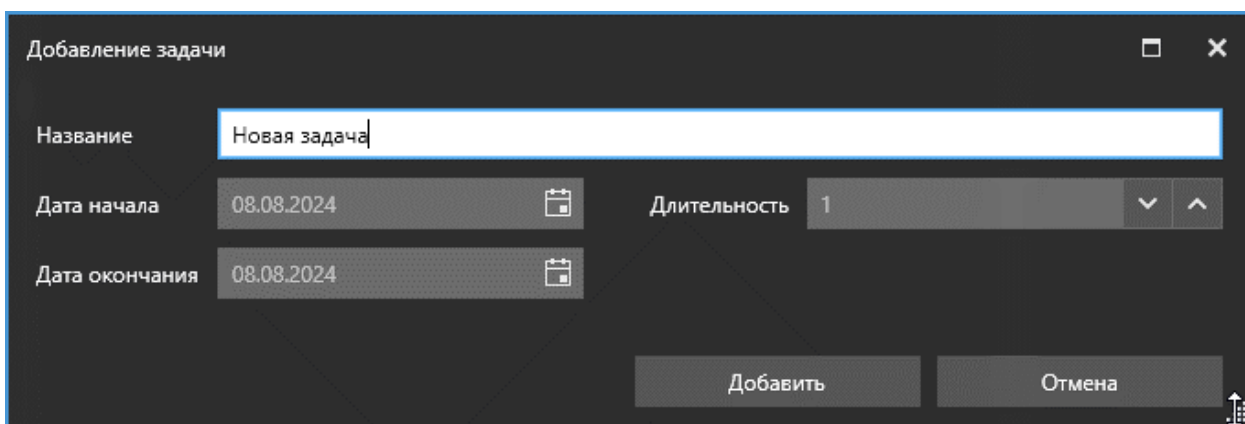 Добавление задачи
Название Новая задача
Дата начала 08.08.2024 Длительность 1
Дата окончания 08.08.2024
Добавить Отмена